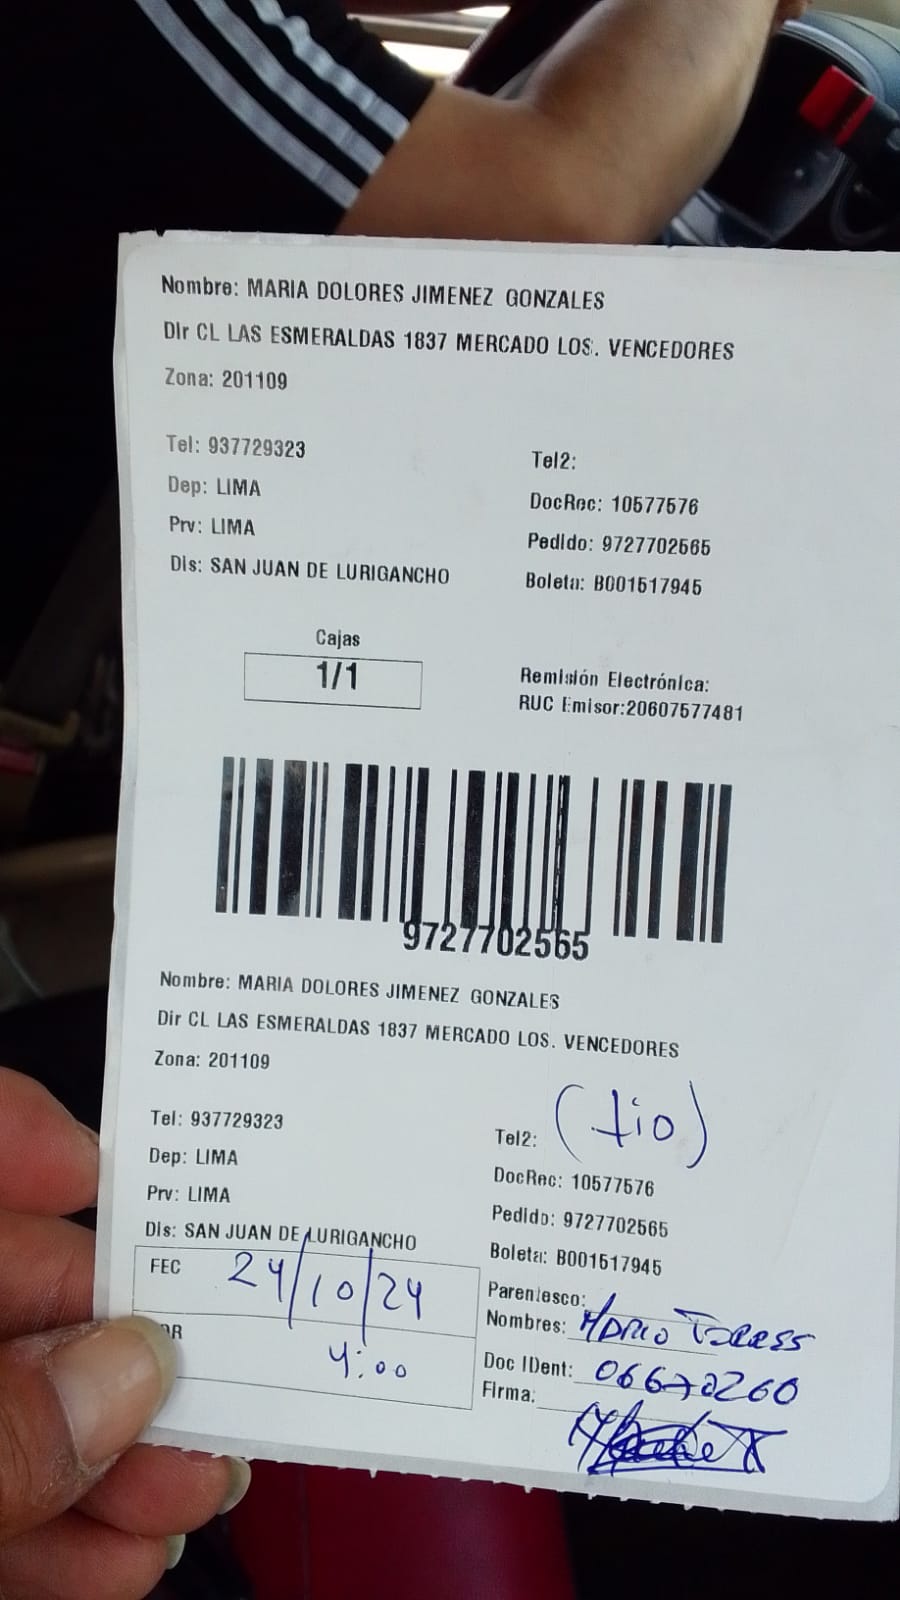 Nombre: MARIA DOLORES JIMENEZ GONZALES
Dir CL LAS ESMERALDAS 1837 MERCADO LOS. VENCEDORES
Zona: 201109
Tel: 937729323
Tel2:
Dep: LIMA
DocRec: 10577576
Prv: LIMA
Pedido: 9727702565
Dis: SAN JUAN DE LURIGANCHO
Boleta: B001517945
Cajas
1/1
Remisión Electrónica:
RUC Emisor:20607577481
9727702565
Nombre: MARIA DOLORES JIMENEZ GONZALES
Dir CL LAS ESMERALDAS 1837 MERCADO LOS. VENCEDORES
Zona: 201109
(tio)
Tel: 937729323
Tel2:
Dep: LIMA
DocRec: 10577576
Prv: LIMA
Pedido: 9727702565
Dis: SAN JUAN DE LURIGANCHO
Boleta: B001517945
FEC 24/10/24
Parentesco:
Nombres: MARIO TORRES
4:00
Doc IDent:
Firma: